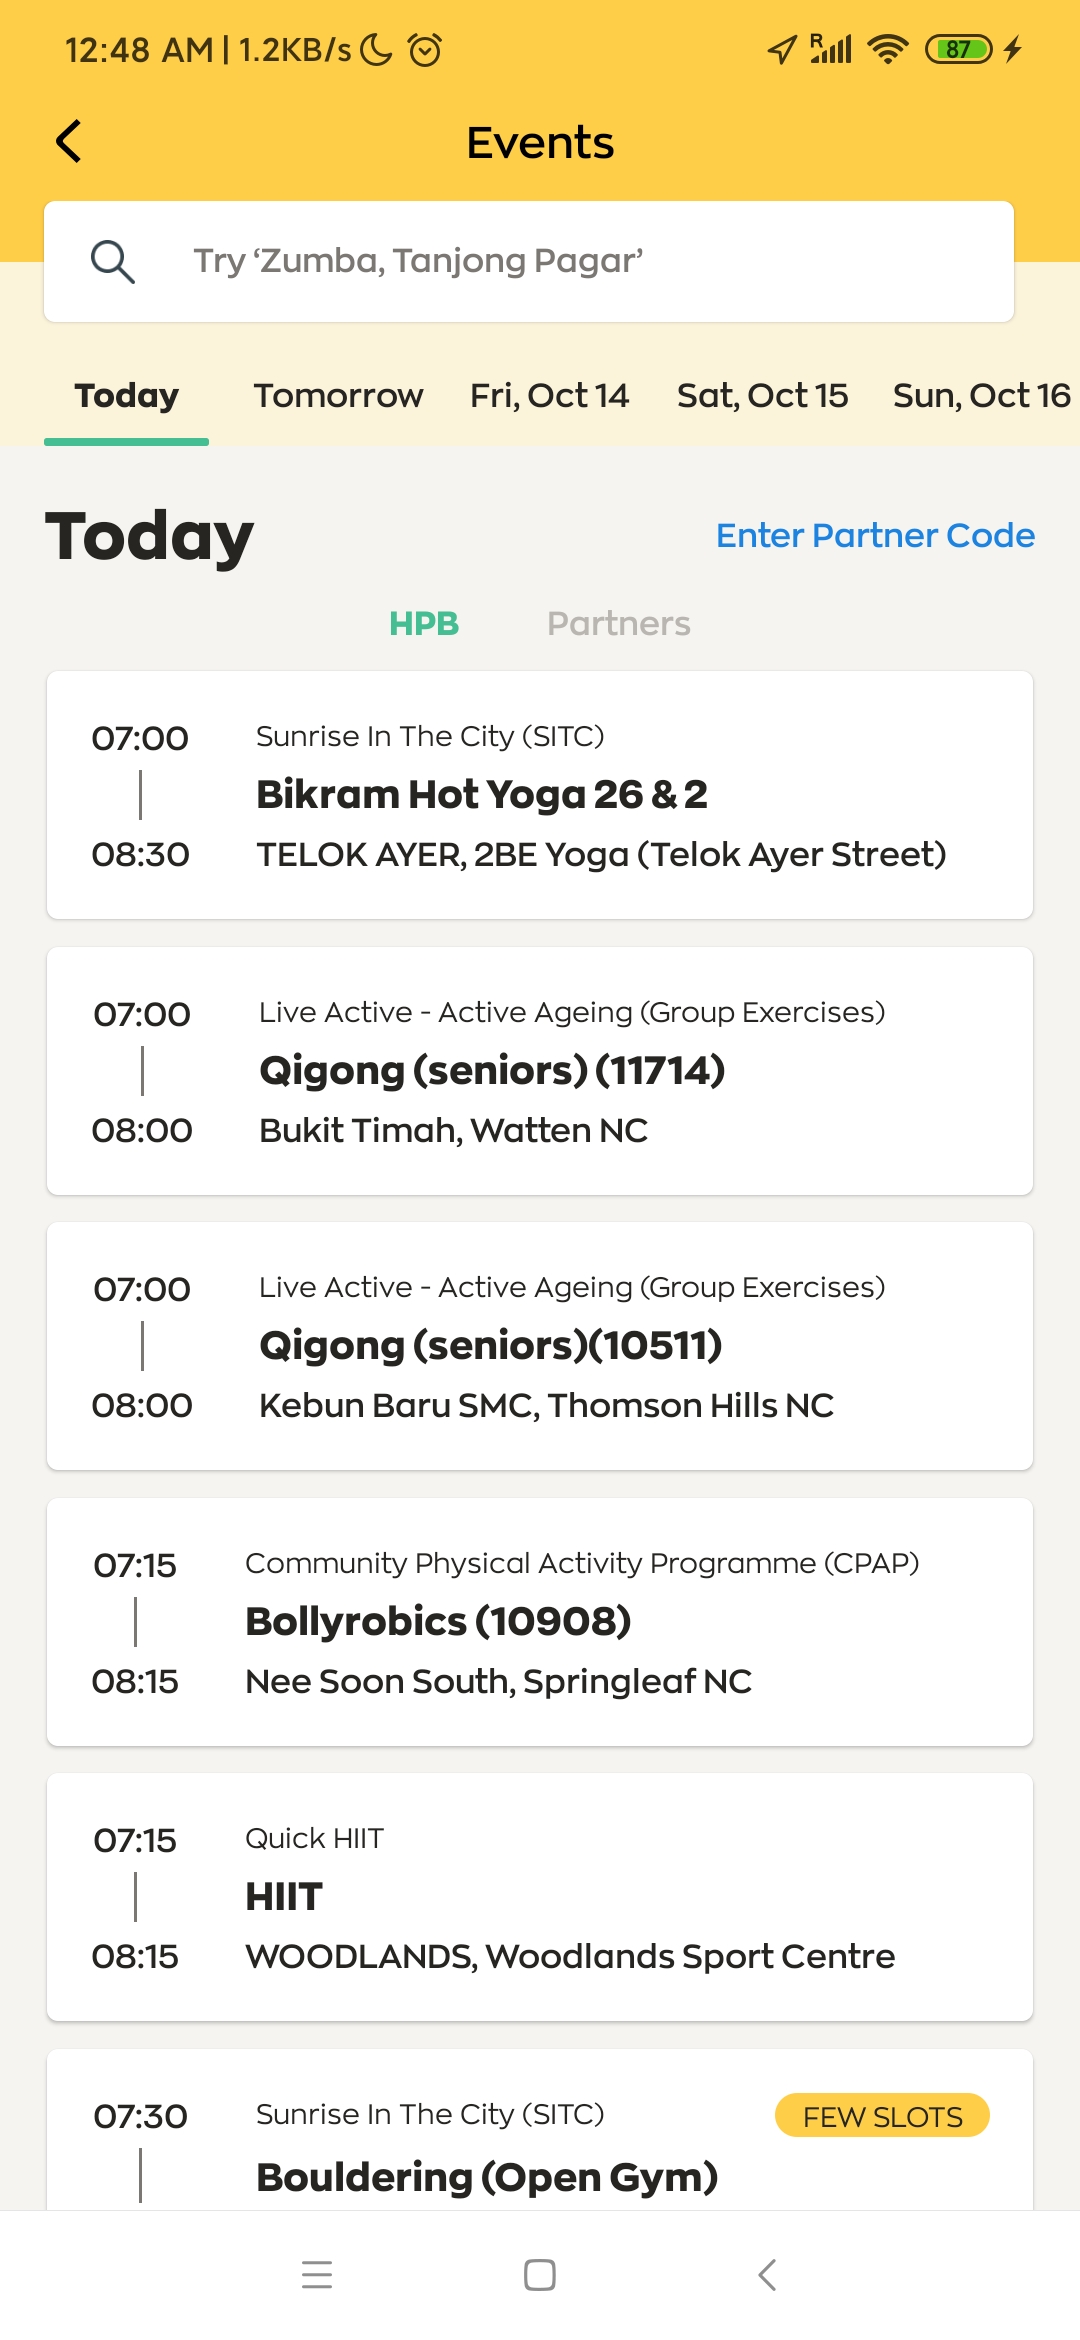 12:48 AM | 1.2KB/s
R
87
Events
Try ‘Zumba, Tanjong Pagar’
Today Tomorrow Fri, Oct 14 Sat, Oct 15 Sun, Oct 16
Today Enter Partner Code
HPB Partners
07:00 Sunrise In The City (SITC)
Bikram Hot Yoga 26 & 2
08:30 TELOK AYER, 2BE Yoga (Telok Ayer Street)
07:00 Live Active - Active Ageing (Group Exercises)
Qigong (seniors) (11714)
08:00 Bukit Timah, Watten NC
07:00 Live Active - Active Ageing (Group Exercises)
Qigong (seniors)(10511)
08:00 Kebun Baru SMC, Thomson Hills NC
07:15 Community Physical Activity Programme (CPAP)
Bollyrobics (10908)
08:15 Nee Soon South, Springleaf NC
07:15 Quick HIIT
HIIT
08:15 WOODLANDS, Woodlands Sport Centre
07:30 Sunrise In The City (SITC) FEW SLOTS
Bouldering (Open Gym)